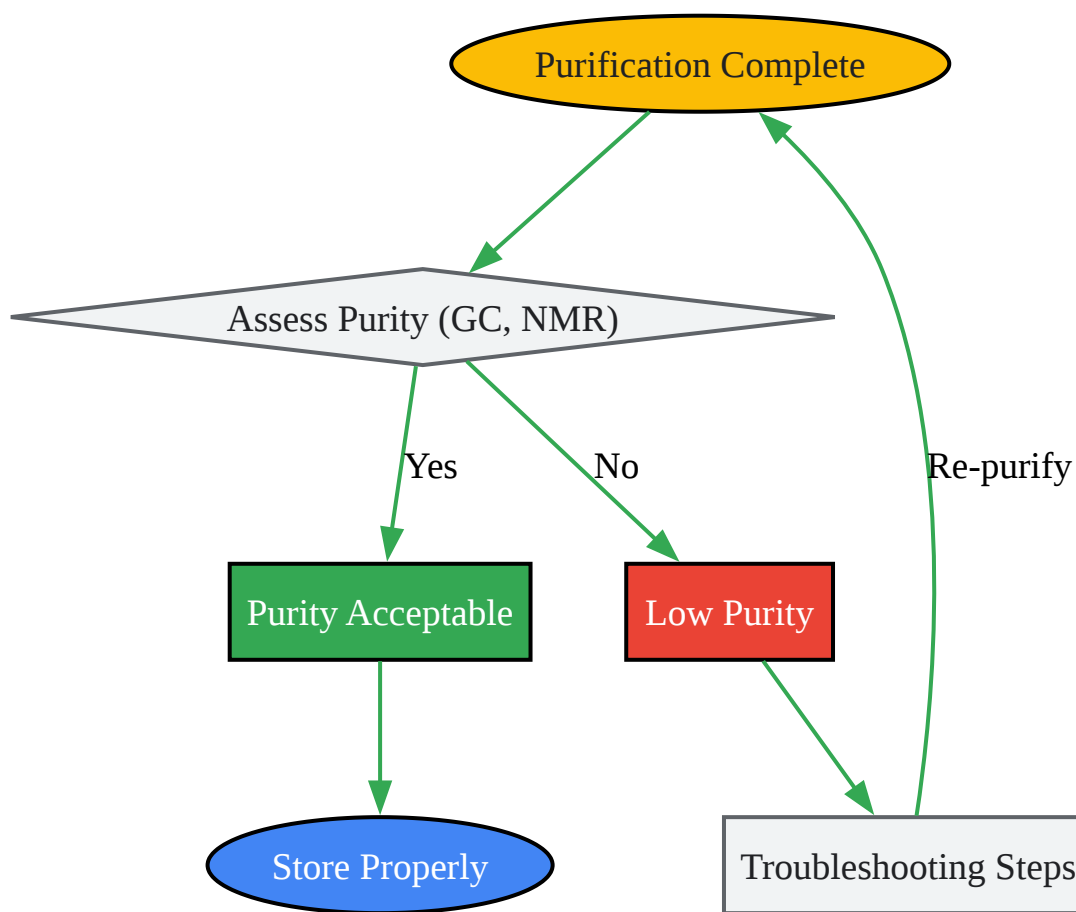 Purification Complete
Assess Purity (GC, NMR)
Yes
No
Re-purify
Purity Acceptable
Low Purity
Store Properly
Troubleshooting Steps